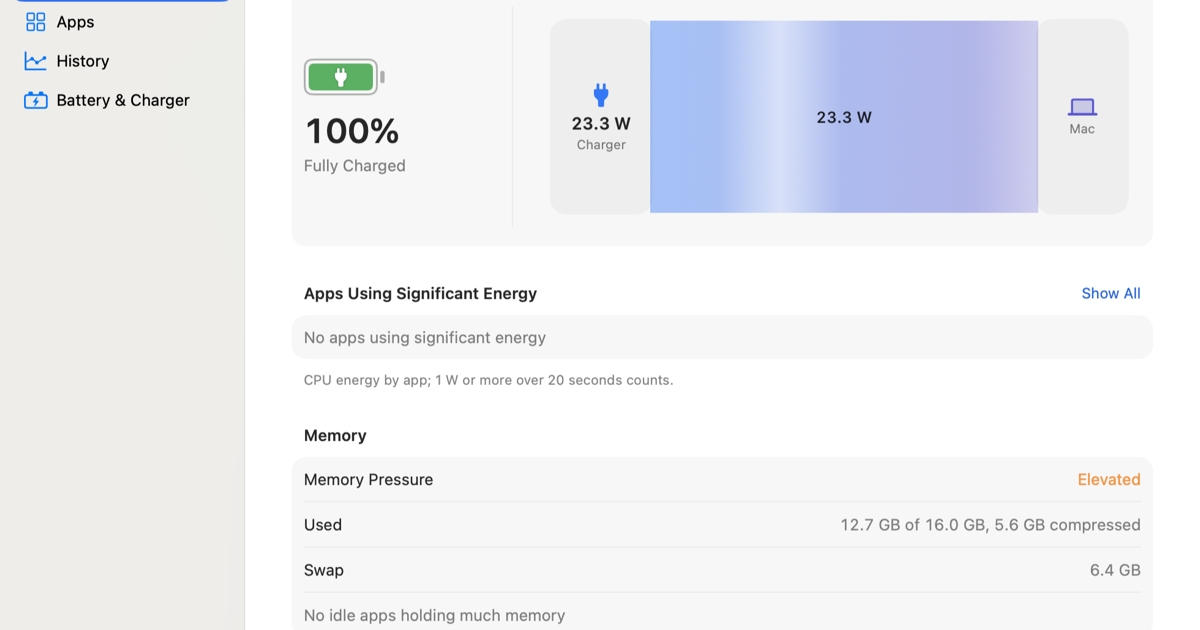 Apps
History
Battery & Charger
100%
Fully Charged
23.3 W
Charger
23.3 W
Mac
Apps Using Significant Energy
Show All
No apps using significant energy
CPU energy by app; 1 W or more over 20 seconds counts.
Memory
Memory Pressure
Elevated
Used
12.7 GB of 16.0 GB, 5.6 GB compressed
Swap
6.4 GB
No idle apps holding much memory